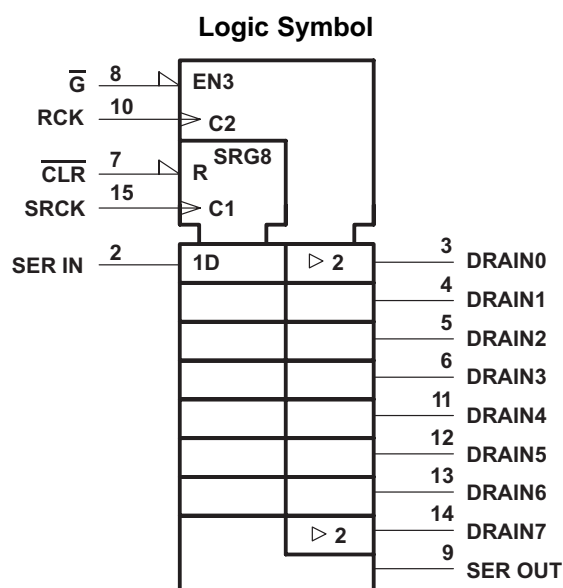 Logic Symbol
G̅ 8 EN3
RCK 10 C2
C̅L̅R̅ 7 R SRG8
SRCK 15 C1
SER IN 2 1D ▷ 2 3 DRAIN0
4 DRAIN1
5 DRAIN2
6 DRAIN3
11 DRAIN4
12 DRAIN5
13 DRAIN6
▷ 2 14 DRAIN7
9 SER OUT